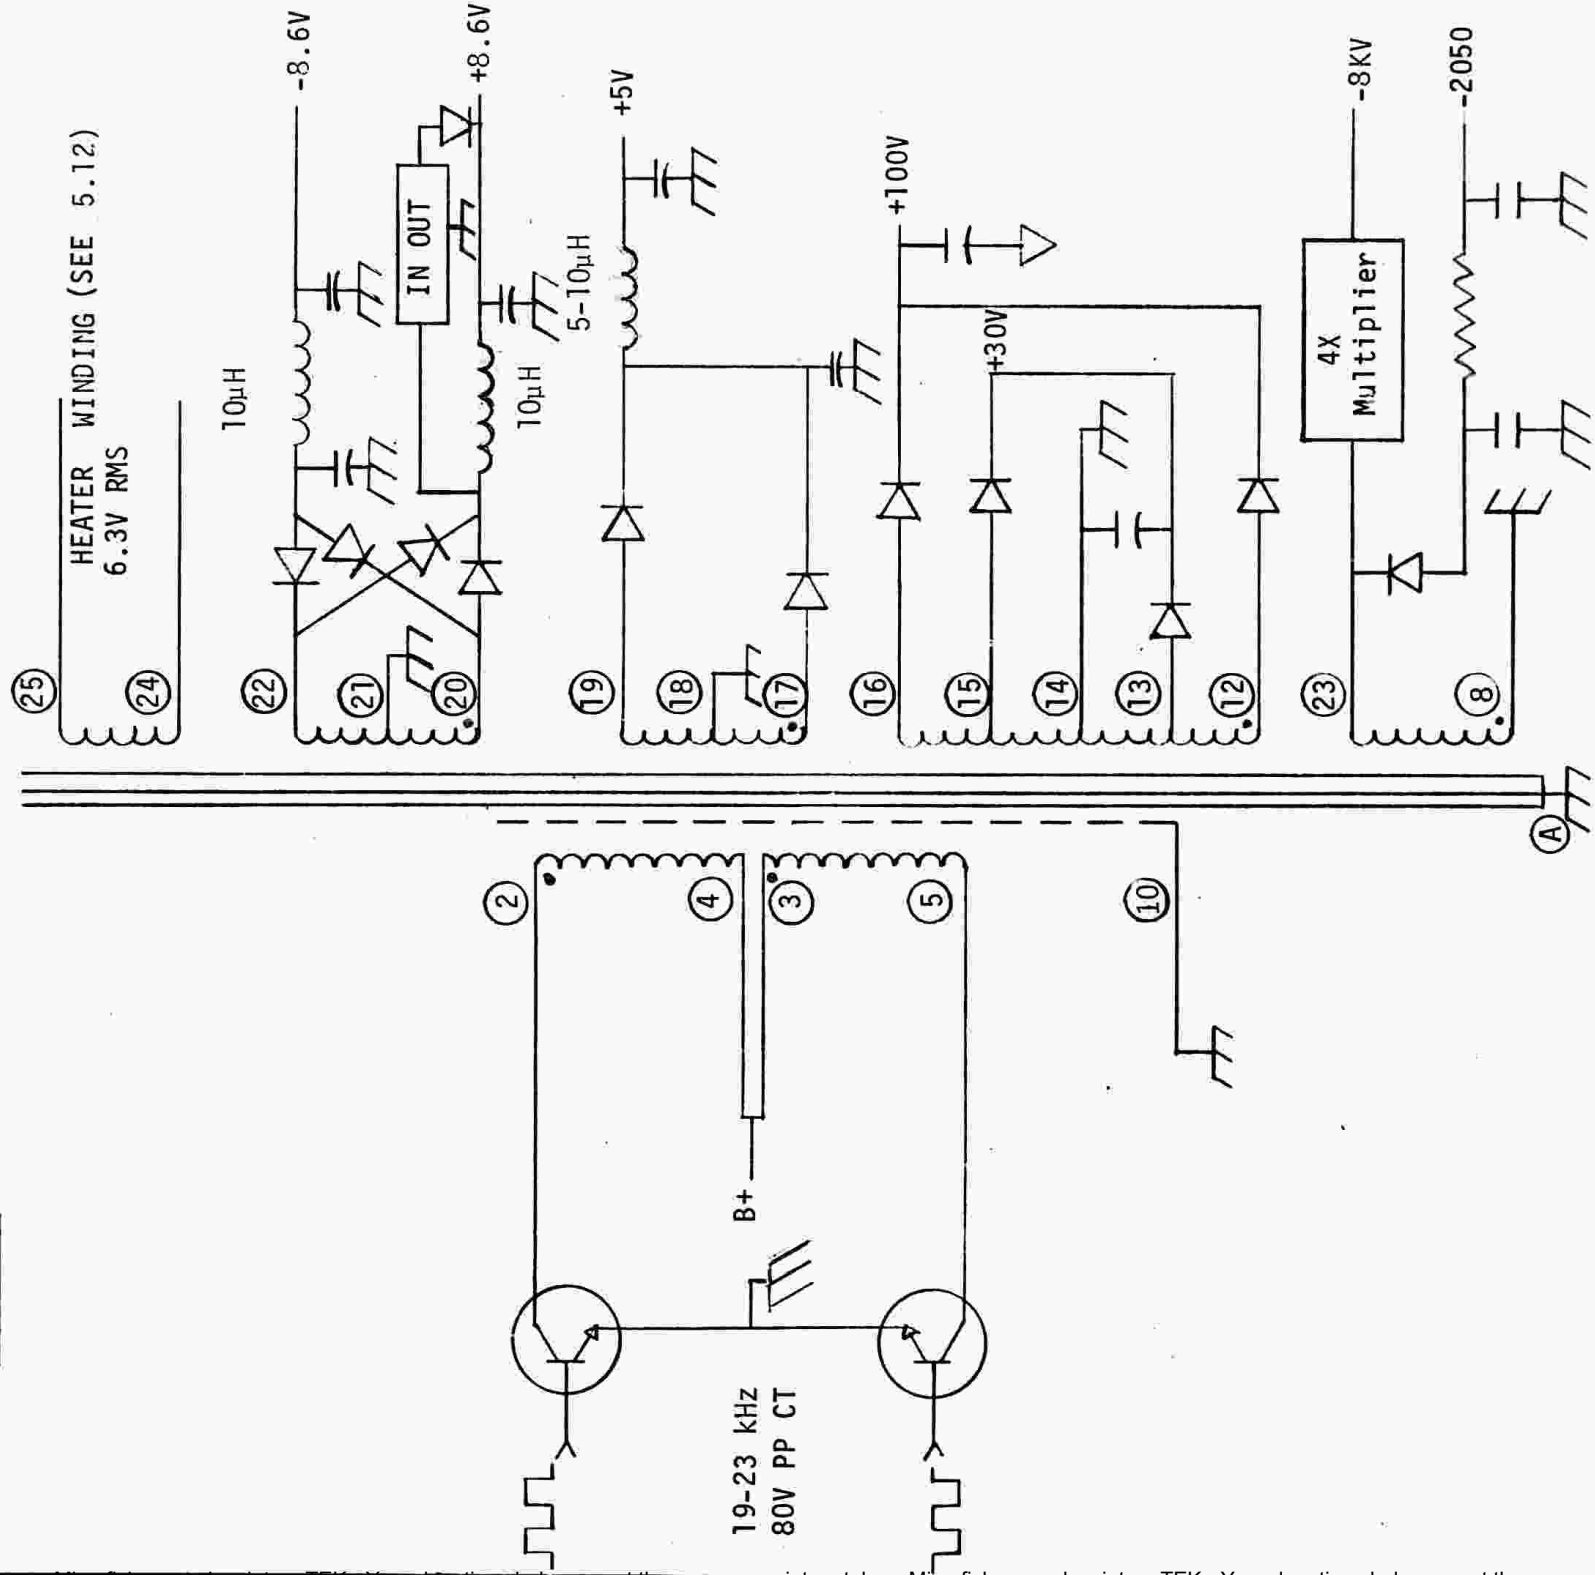 HEATER WINDING (SEE 5.12)
6.3V RMS
25
24
-8.6V
10µH
22
21
20
IN OUT
+8.6V
10µH
+5V
5-10µH
19
18
17
+100V
+30V
16
15
14
13
12
-8KV
4X
Multiplier
-2050
23
8
A
2
4
3
5
10
B+
19-23 kHz
80V PP CT